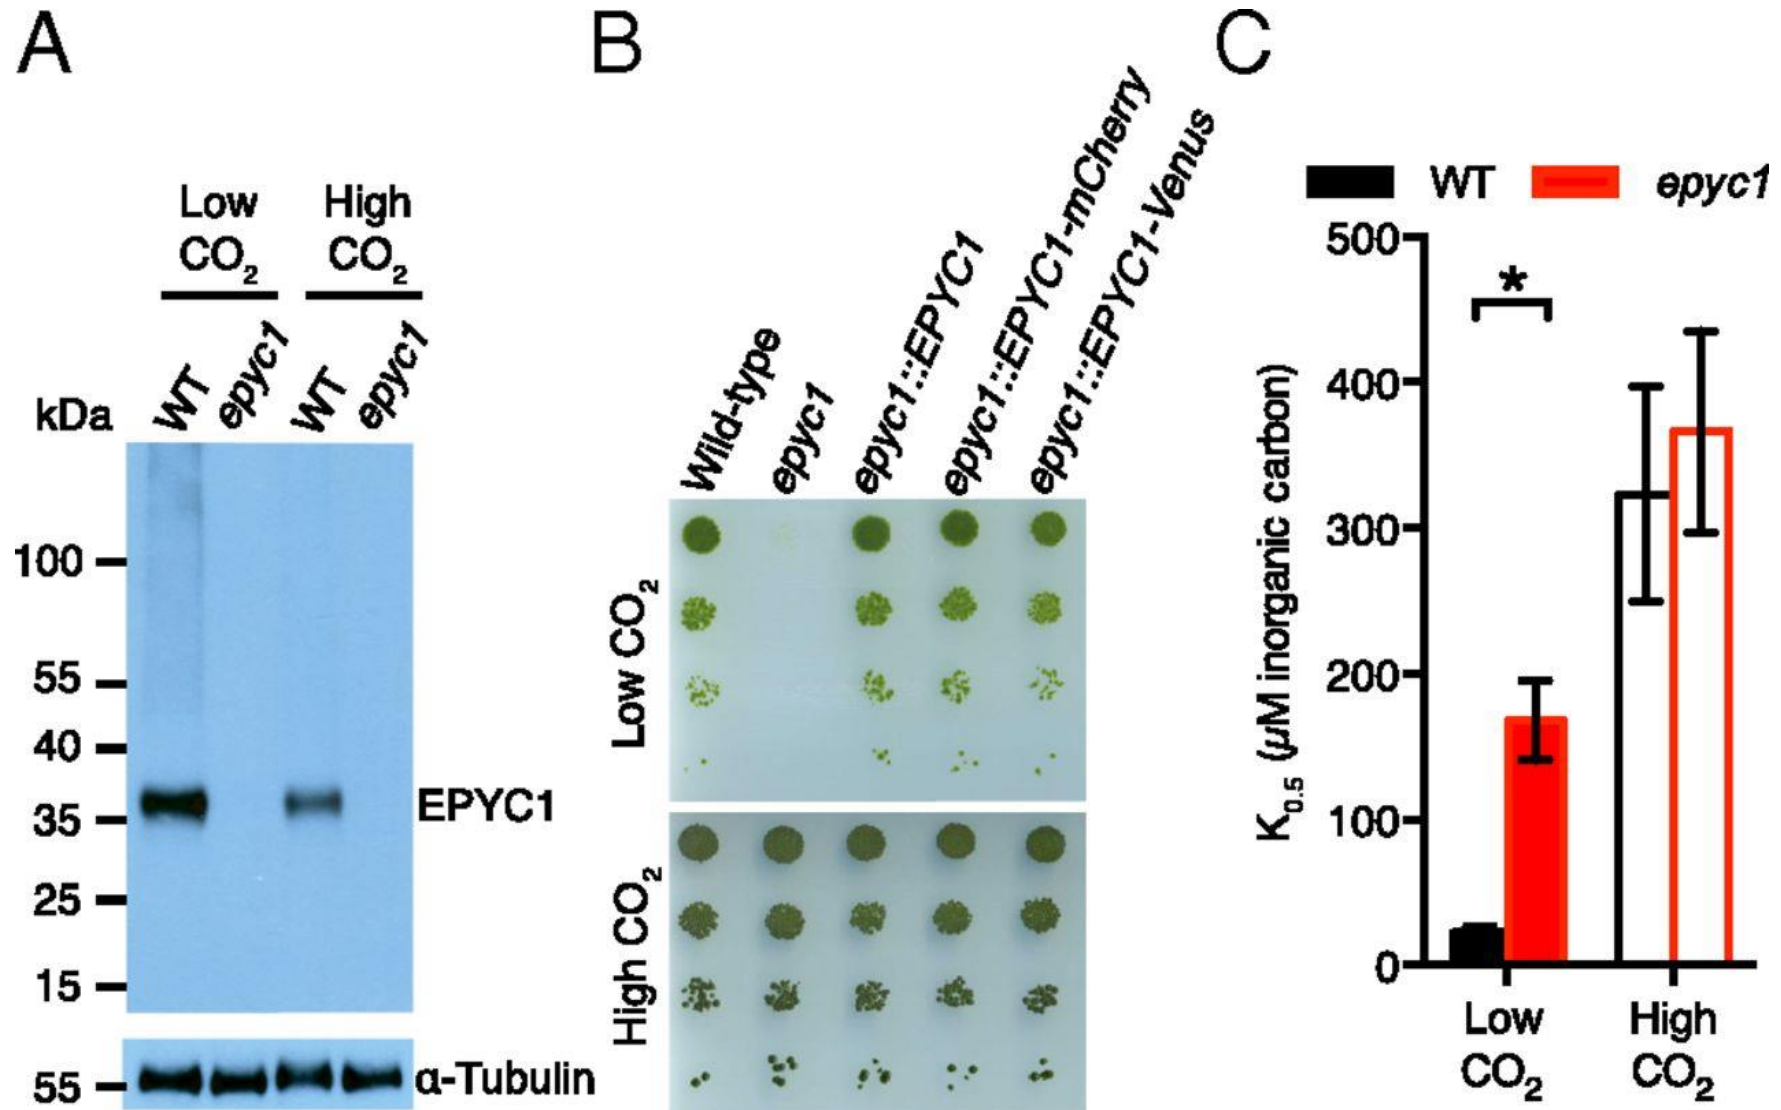 A
Low CO2
High CO2
WT
epyc1
WT
epyc1
kDa
100
55
40
35
25
15
EPYC1
55
α-Tubulin
B
Wild-type
epyc1
epyc1::EPYC1
epyc1::EPYC1-mCherry
epyc1::EPYC1-Venus
Low CO2
High CO2
C
WT
epyc1
*
K0.5 (µM inorganic carbon)
500
400
300
200
100
0
Low CO2
High CO2